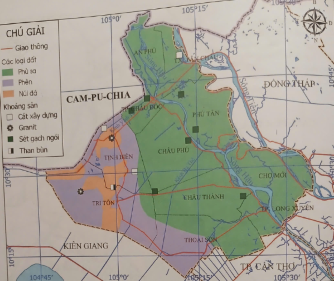 CHÚ GIẢI
Giao thông
Các loại đất
Phù sa
Phèn
Núi đá
Khoáng sản
Cát xây dựng
Granit
Sét gạch ngói
Than bùn
105°0'
105°15'
AN PHÚ
CAM-PU-CHIA
CHÂU ĐỐC
PHÚ TÂN
ĐỒNG THÁP
CHÂU PHÚ
TỊNH BIÊN
CHỢ MỚI
TRI TÔN
CHÂU THÀNH
TP. LONG XUYÊN
THOẠI SƠN
KIÊN GIANG
TP. CẦN THƠ
10°30'
10°15'
104°45'
105°0'
105°15'